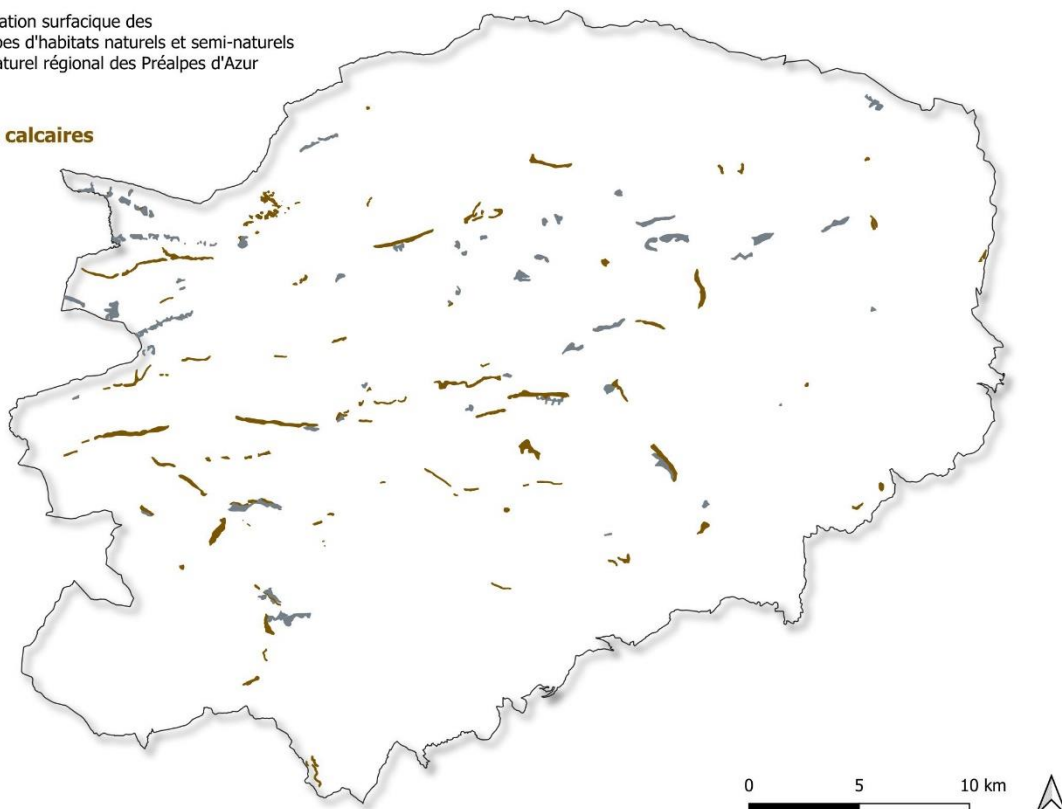 ation surfacique des
pes d'habitats naturels et semi-naturels
aturel régional des Préalpes d'Azur
calcaires
0 5 10 km